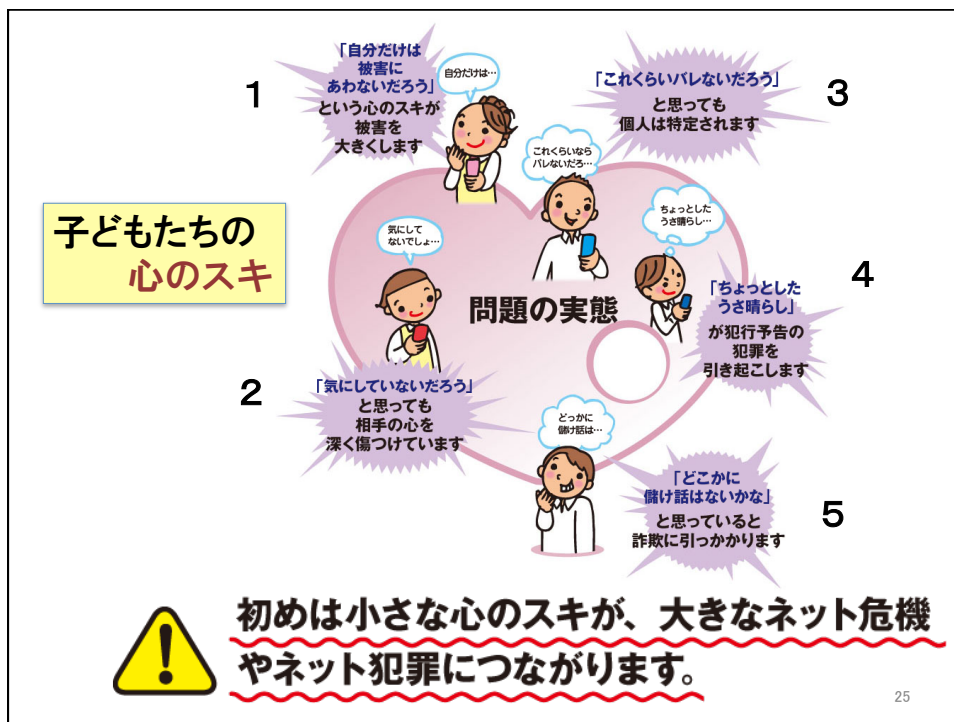 子どもたちの
心のスキ
1
「自分だけは
被害に
あわないだろう」
という心のスキが
被害を
大きくします
自分だけは…
2
「気にしていないだろう」
と思っても
相手の心を
深く傷つけています
気にして
ないでしょ…
3
「これくらいバレないだろう」
と思っても
個人は特定されます
これくらいなら
バレないだろ…
4
「ちょっとした
うさ晴らし」
が犯行予告の
犯罪を
引き起こします
ちょっとした
うさ晴らし…
問題の実態
5
「どこかに
儲け話はないかな」
と思っていると
詐欺に引っかかります
どっかに
儲け話は…
初めは小さな心のスキが、大きなネット危機
やネット犯罪につながります。
25